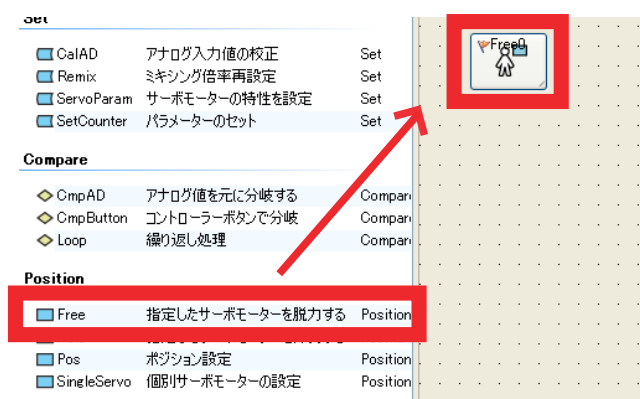 Set
CalAD アナログ入力値の校正 Set
Remix ミキシング倍率再設定 Set
ServoParam サーボモーターの特性を設定 Set
SetCounter パラメーターのセット Set
Compare
CmpAD アナログ値を元に分岐する Compar
CmpButton コントローラーボタンで分岐 Compar
Loop 繰り返し処理 Compar
Position
Free 指定したサーボモーターを脱力する Position
Pos ポジション設定 Position
SingleServo 個別サーボモーターの設定 Position
Free0